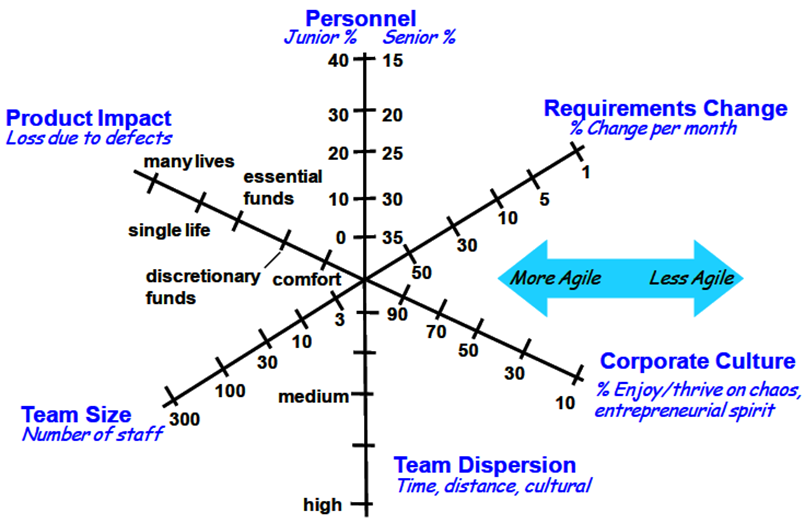 Personnel
Junior % Senior %
40 15
30 20
20 25
10 30
0 35
Product Impact
Loss due to defects
many lives
essential
funds
single life
discretionary
funds
comfort
Requirements Change
% Change per month
1
5
10
30
50
More Agile Less Agile
3
10
30
100
300
Team Size
Number of staff
90
70
50
30
10
Corporate Culture
% Enjoy/thrive on chaos,
entrepreneurial spirit
medium
high
Team Dispersion
Time, distance, cultural